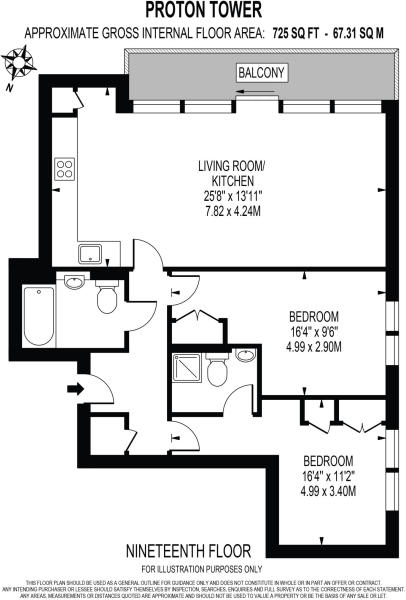 PROTON TOWER
APPROXIMATE GROSS INTERNAL FLOOR AREA: 725 SQ FT - 67.31 SQ M
BALCONY
N
LIVING ROOM/
KITCHEN
25'8" x 13'11"
7.82 x 4.24M
BEDROOM
16'4" x 9'6"
4.99 x 2.90M
BEDROOM
16'4" x 11'2"
4.99 x 3.40M
NINETEENTH FLOOR
FOR ILLUSTRATION PURPOSES ONLY
THIS FLOOR PLAN SHOULD BE USED AS A GENERAL OUTLINE FOR GUIDANCE ONLY AND DOES NOT CONSTITUTE IN WHOLE OR IN PART AN OFFER OR CONTRACT.
ANY INTENDING PURCHASER OR LESSEE SHOULD SATISFY THEMSELVES BY INSPECTION, SEARCHES, ENQUIRIES AND FULL SURVEY AS TO THE CORRECTNESS OF EACH STATEMENT.
ANY AREAS, MEASUREMENTS OR DISTANCES QUOTED ARE APPROXIMATE AND SHOULD NOT BE USED TO VALUE A PROPERTY OR BE THE BASIS OF ANY SALE OR LET.